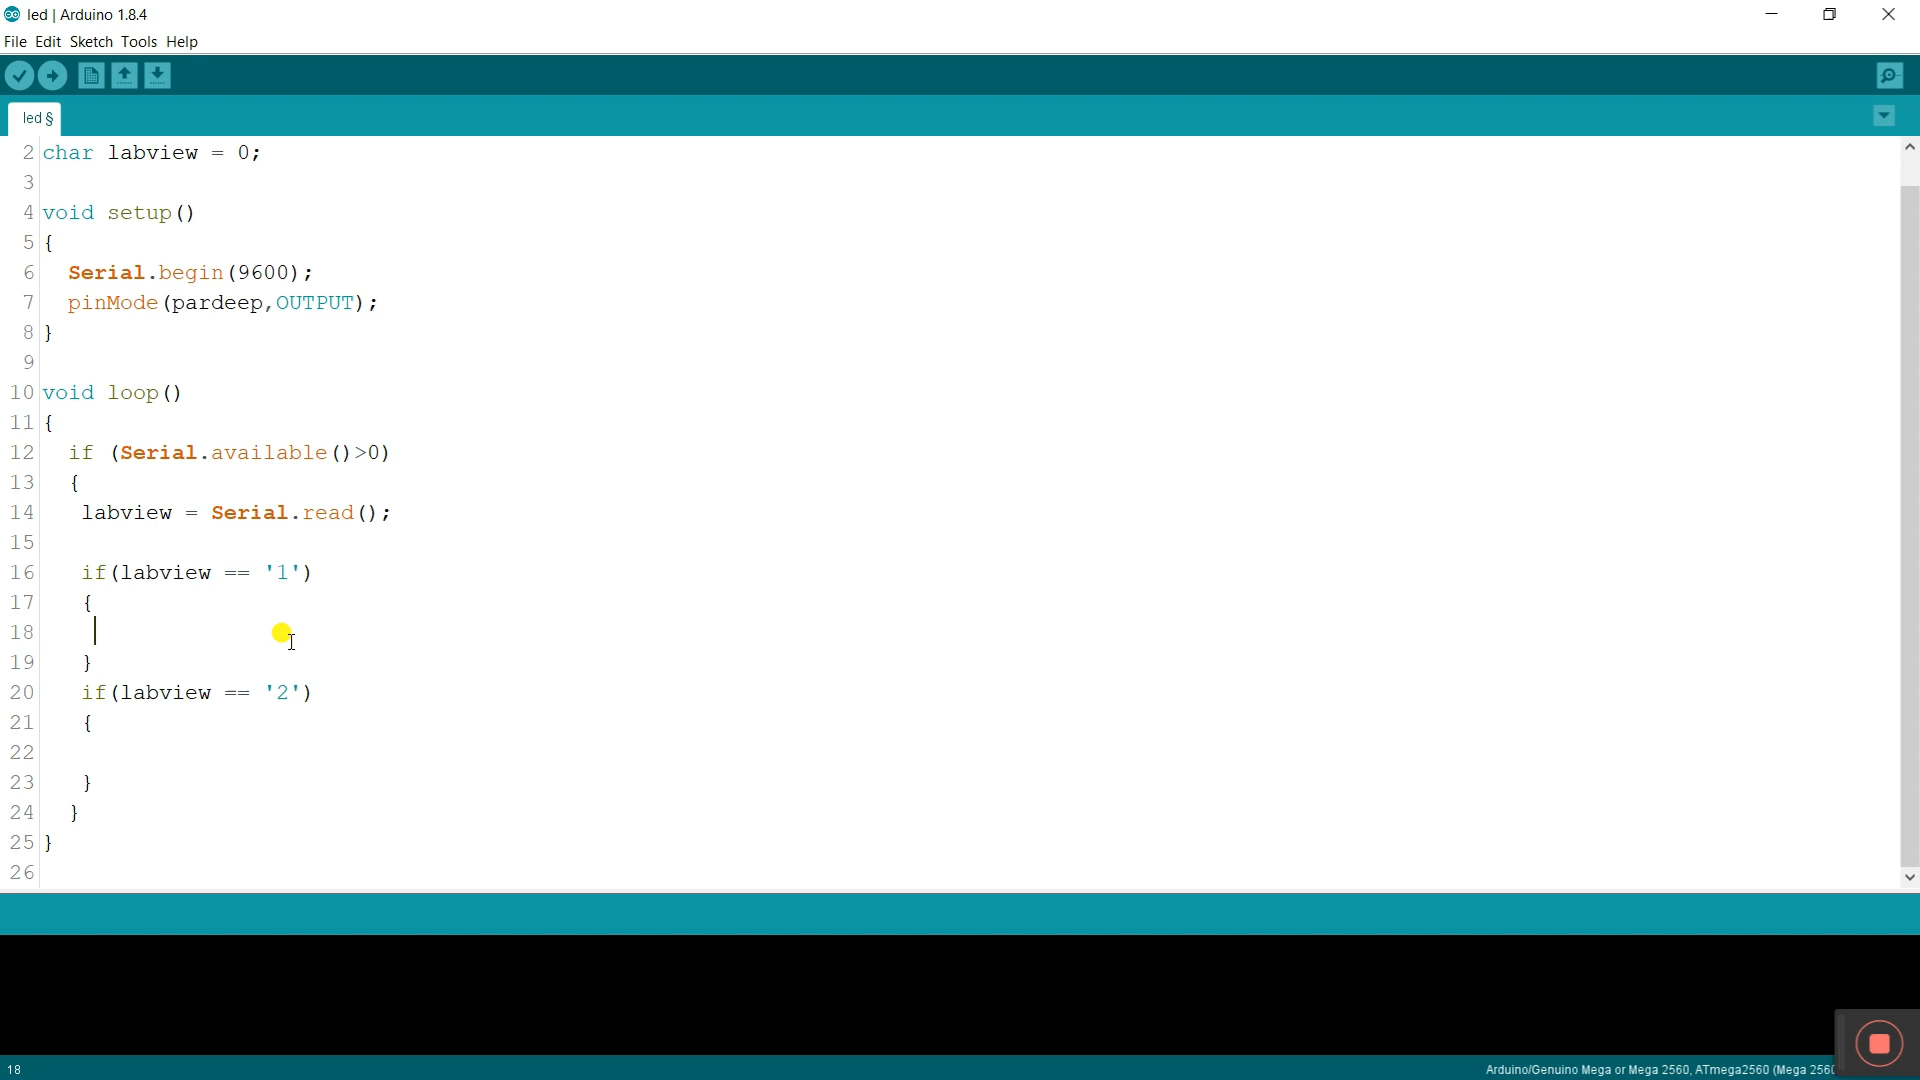 led | Arduino 1.8.4
File Edit Sketch Tools Help
led §
2 char labview = 0;
3
4 void setup()
5 {
6 Serial.begin(9600);
7 pinMode(pardeep,OUTPUT);
8 }
9
10 void loop()
11 {
12 if (Serial.available()>0)
13 {
14 labview = Serial.read();
15
16 if(labview == '1')
17 {
18
19 }
20 if(labview == '2')
21 {
22
23 }
24 }
25 }
26
18 Arduino/Genuino Mega or Mega 2560, ATmega2560 (Mega 2560